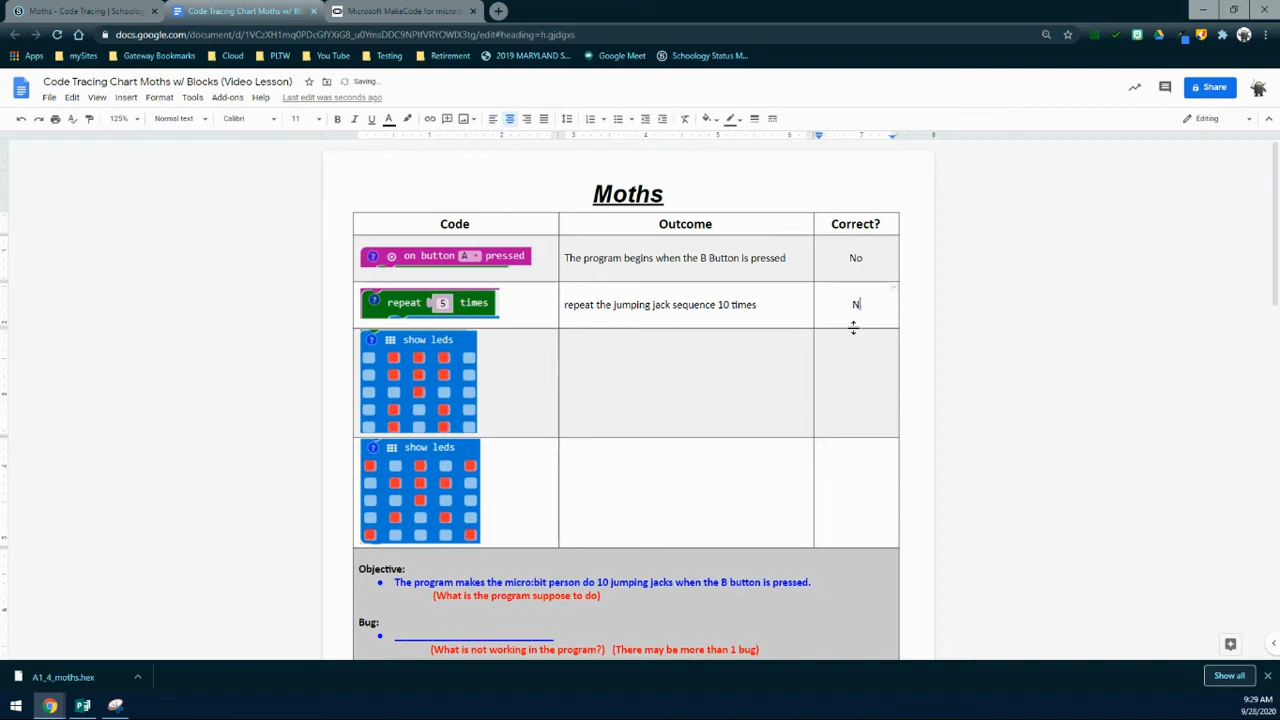 Moths - Code Tracing | Schoolog
Code Tracing Chart Moths w/ Bl
Microsoft MakeCode for micro:b
docs.google.com/document/d/1VCzXH1mq0PDcGfYXiG8_u0YmsDDC9NPIfVRYOWIX3tg/edit#heading=h.gjdgxs
Apps mySites Gateway Bookmarks Cloud PLTW You Tube Testing Retirement 2019 MARYLAND S... Google Meet Schoology Status M...
Code Tracing Chart Moths w/ Blocks (Video Lesson) Saving...
File Edit View Insert Format Tools Add-ons Help Last edit was seconds ago
Share
125% Normal text Calibri 11 Editing
Moths
Code Outcome Correct?
on button A pressed The program begins when the B Button is pressed No
repeat 5 times repeat the jumping jack sequence 10 times N
show leds
show leds
Objective:
The program makes the micro:bit person do 10 jumping jacks when the B button is pressed.
(What is the program suppose to do)
Bug:
(What is not working in the program?) (There may be more than 1 bug)
A1_4_moths.hex Show all
9:29 AM
9/28/2020